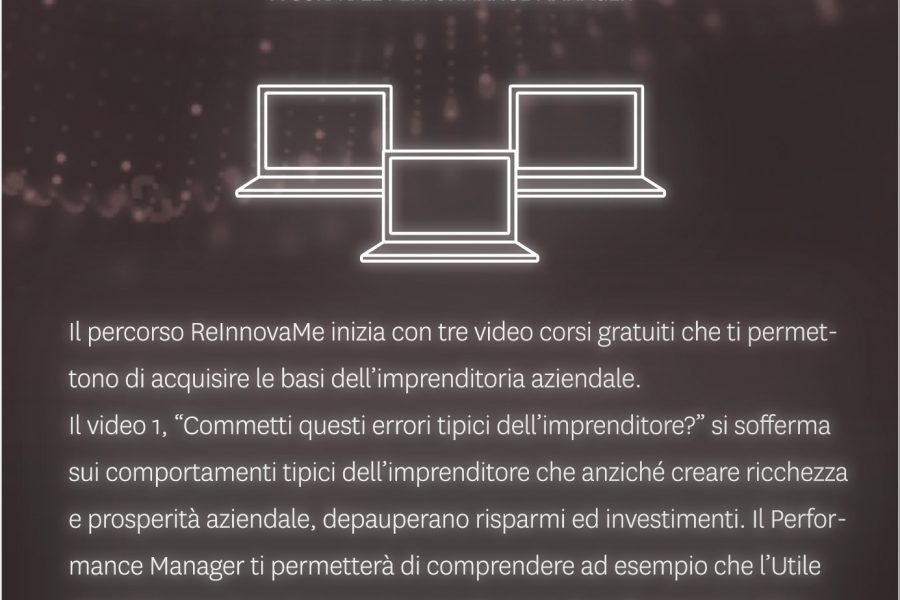 PERFORMANCE MANAGER
Il percorso ReInnovaMe inizia con tre video corsi gratuiti che ti permet-
tono di acquisire le basi dell’imprenditoria aziendale.
Il video 1, “Commetti questi errori tipici dell’imprenditore?” si sofferma
sui comportamenti tipici dell’imprenditore che anziché creare ricchezza
e prosperità aziendale, depauperano risparmi ed investimenti. Il Perfor-
mance Manager ti permetterà di comprendere ad esempio che l’Utile